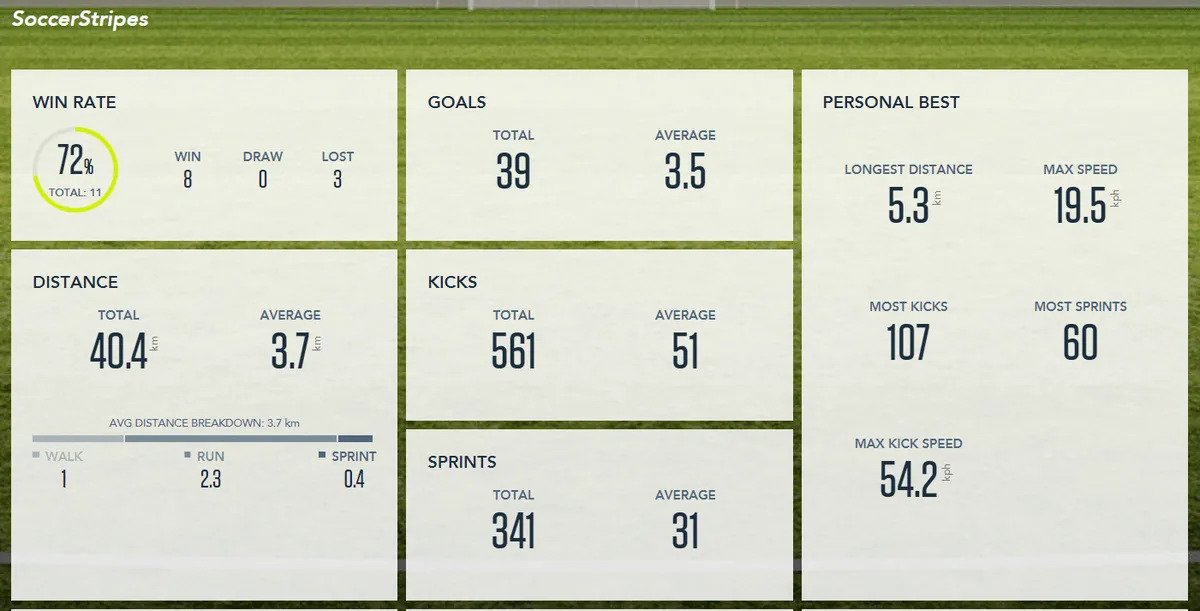 SoccerStripes
WIN RATE
72%
TOTAL: 11
WIN DRAW LOST
8 0 3
GOALS
TOTAL AVERAGE
39 3.5
PERSONAL BEST
LONGEST DISTANCE MAX SPEED
5.3 km 19.5 kph
MOST KICKS MOST SPRINTS
107 60
MAX KICK SPEED
54.2 kph
DISTANCE
TOTAL AVERAGE
40.4 km 3.7 km
AVG DISTANCE BREAKDOWN: 3.7 km
WALK RUN SPRINT
1 2.3 0.4
KICKS
TOTAL AVERAGE
561 51
SPRINTS
TOTAL AVERAGE
341 31